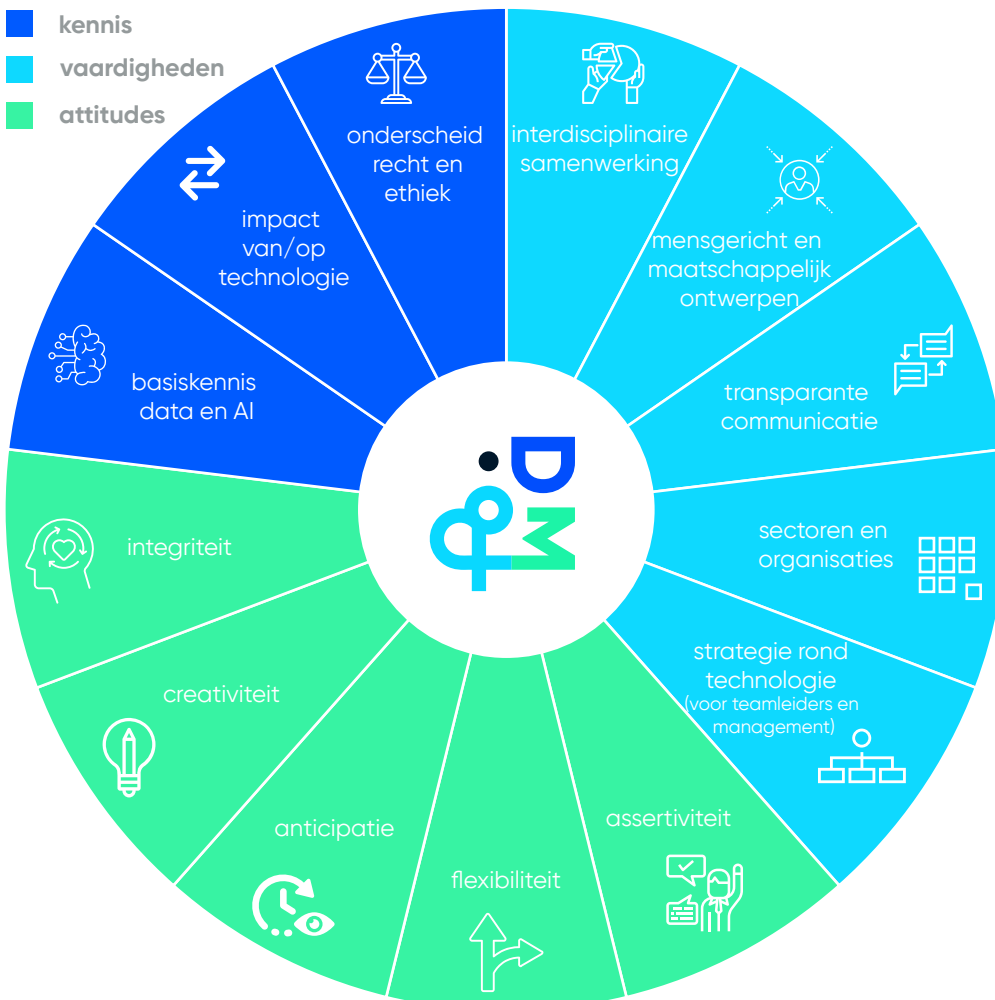 kennis
vaardigheden
attitudes
onderscheid
recht en
ethiek
interdisciplinaire
samenwerking
mensgericht en
maatschappelijk
ontwerpen
transparante
communicatie
sectoren en
organisaties
strategie rond
technologie
(voor teamleiders en
management)
assertiviteit
flexibiliteit
anticipatie
creativiteit
integriteit
basiskennis
data en AI
impact
van/op
technologie
D
M
&